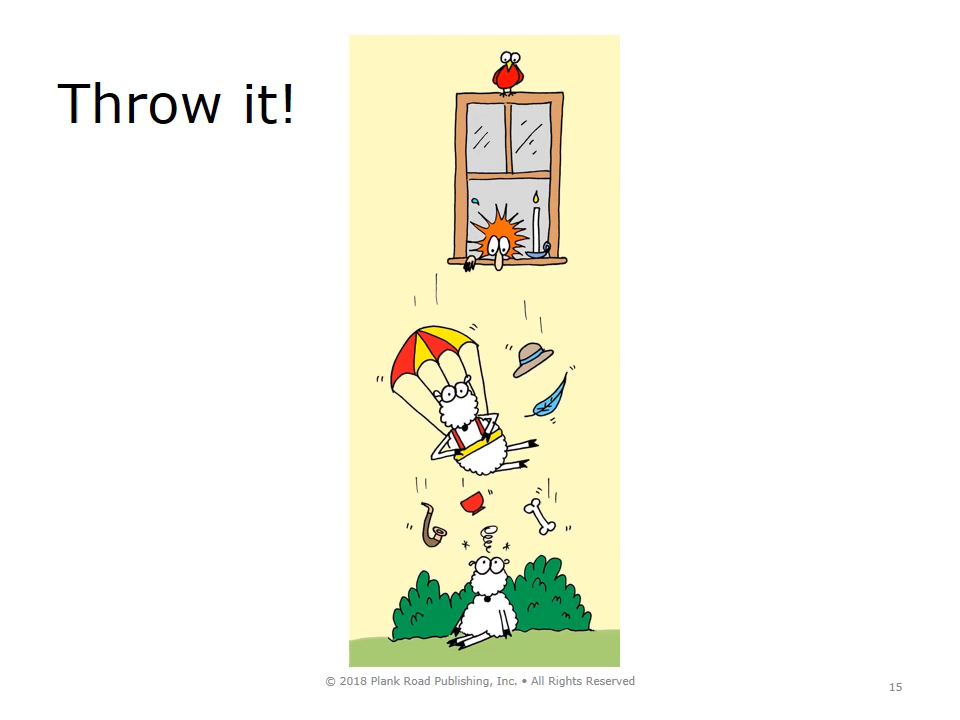 Throw it!
© 2018 Plank Road Publishing, Inc. • All Rights Reserved
15